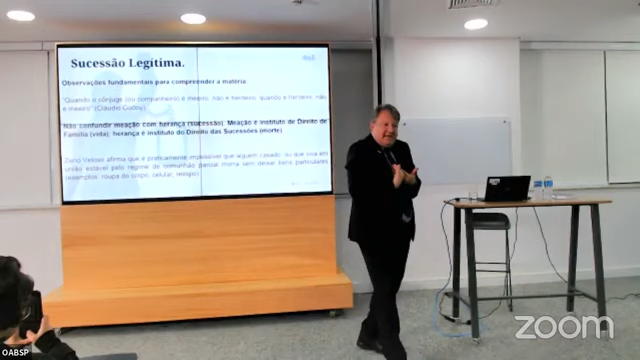 Sucessão Legítima.
Observações fundamentais para compreender a matéria:
"Quando o cônjuge (ou companheiro) é meeiro, não é herdeiro; quando é herdeiro, não
é meeiro" (Claudio Godoy)
Não confundir meação com herança (sucessão): Meação é instituto de Direito de
Família (vida); herança é instituto do Direito das Sucessões (morte)
Zeno Veloso afirma que é praticamente impossível que alguém casado, ou que viva em
união estável pelo regime de comunhão parcial morra sem deixar bens particulares
(exemplos: roupa do corpo, celular, relógio)
OABSP
zoom